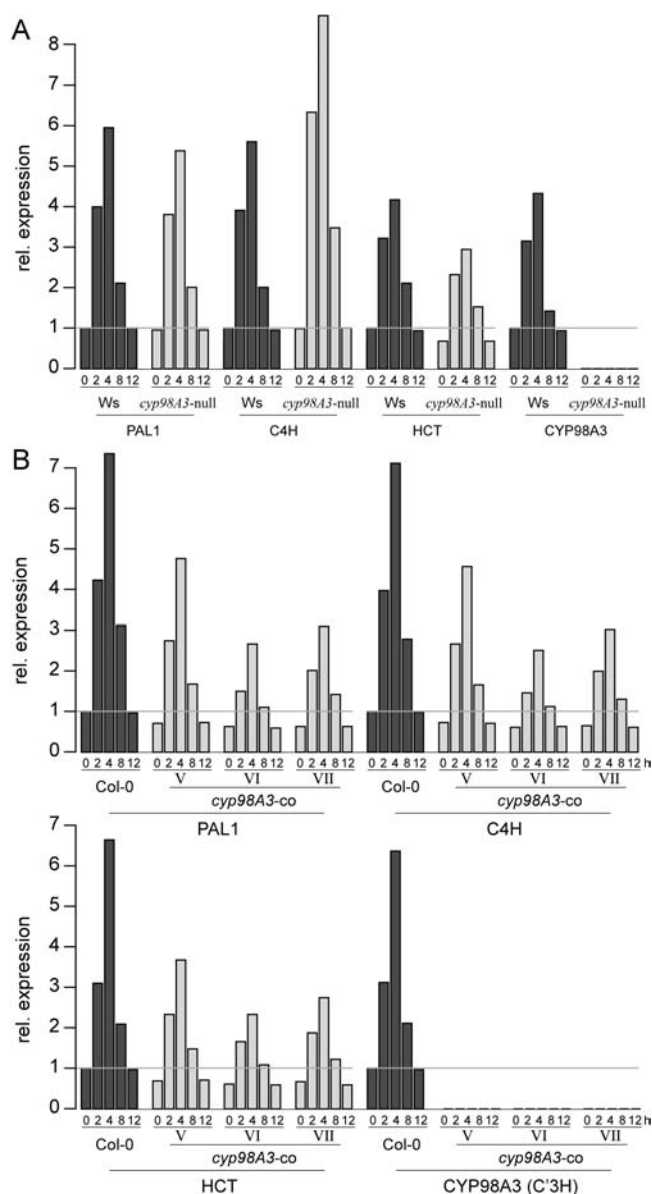 A
8
7
6
5
4
3
2
1
0
rel. expression
0 2 4 8 12 0 2 4 8 12 0 2 4 8 12 0 2 4 8 12 0 2 4 8 12 0 2 4 8 12 0 2 4 8 12 0 2 4 8 12
Ws cyp98A3-null Ws cyp98A3-null Ws cyp98A3-null Ws cyp98A3-null
PAL1 C4H HCT CYP98A3
B
7
6
5
4
3
2
1
0
rel. expression
0 2 4 8 12 0 2 4 8 12 0 2 4 8 12 0 2 4 8 12 0 2 4 8 12 0 2 4 8 12 0 2 4 8 12 0 2 4 8 12
Col-0 V VI VII Col-0 V VI VII
cyp98A3-co cyp98A3-co
PAL1 C4H
7
6
5
4
3
2
1
0
rel. expression
0 2 4 8 12 0 2 4 8 12 0 2 4 8 12 0 2 4 8 12 0 2 4 8 12 0 2 4 8 12 0 2 4 8 12 0 2 4 8 12
Col-0 V VI VII Col-0 V VI VII
cyp98A3-co cyp98A3-co
HCT CYP98A3 (C'3H)